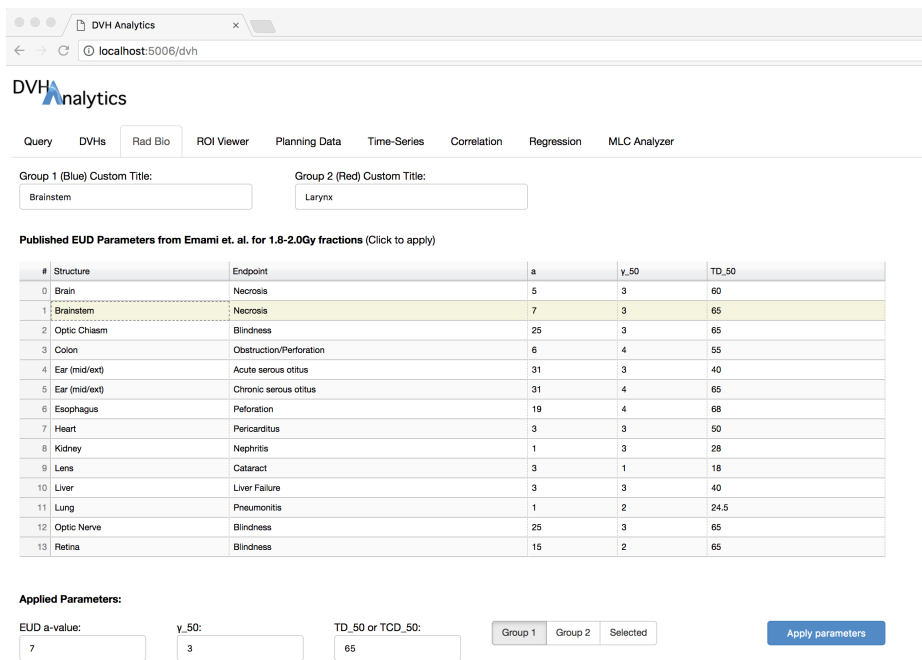 DVH Analytics ×
localhost:5006/dvh
DVH Analytics
Query DVHs Rad Bio ROI Viewer Planning Data Time-Series Correlation Regression MLC Analyzer
Group 1 (Blue) Custom Title: Group 2 (Red) Custom Title:
Brainstem Larynx
Published EUD Parameters from Emami et. al. for 1.8-2.0Gy fractions (Click to apply)
# Structure Endpoint a γ_50 TD_50
0 Brain Necrosis 5 3 60
1 Brainstem Necrosis 7 3 65
2 Optic Chiasm Blindness 25 3 65
3 Colon Obstruction/Perforation 6 4 55
4 Ear (mid/ext) Acute serous otitus 31 3 40
5 Ear (mid/ext) Chronic serous otitus 31 4 65
6 Esophagus Peforation 19 4 68
7 Heart Pericarditus 3 3 50
8 Kidney Nephritis 1 3 28
9 Lens Cataract 3 1 18
10 Liver Liver Failure 3 3 40
11 Lung Pneumonitis 1 2 24.5
12 Optic Nerve Blindness 25 3 65
13 Retina Blindness 15 2 65
Applied Parameters:
EUD a-value: γ_50: TD_50 or TCD_50:
Group 1 Group 2 Selected Apply parameters
7 3 65